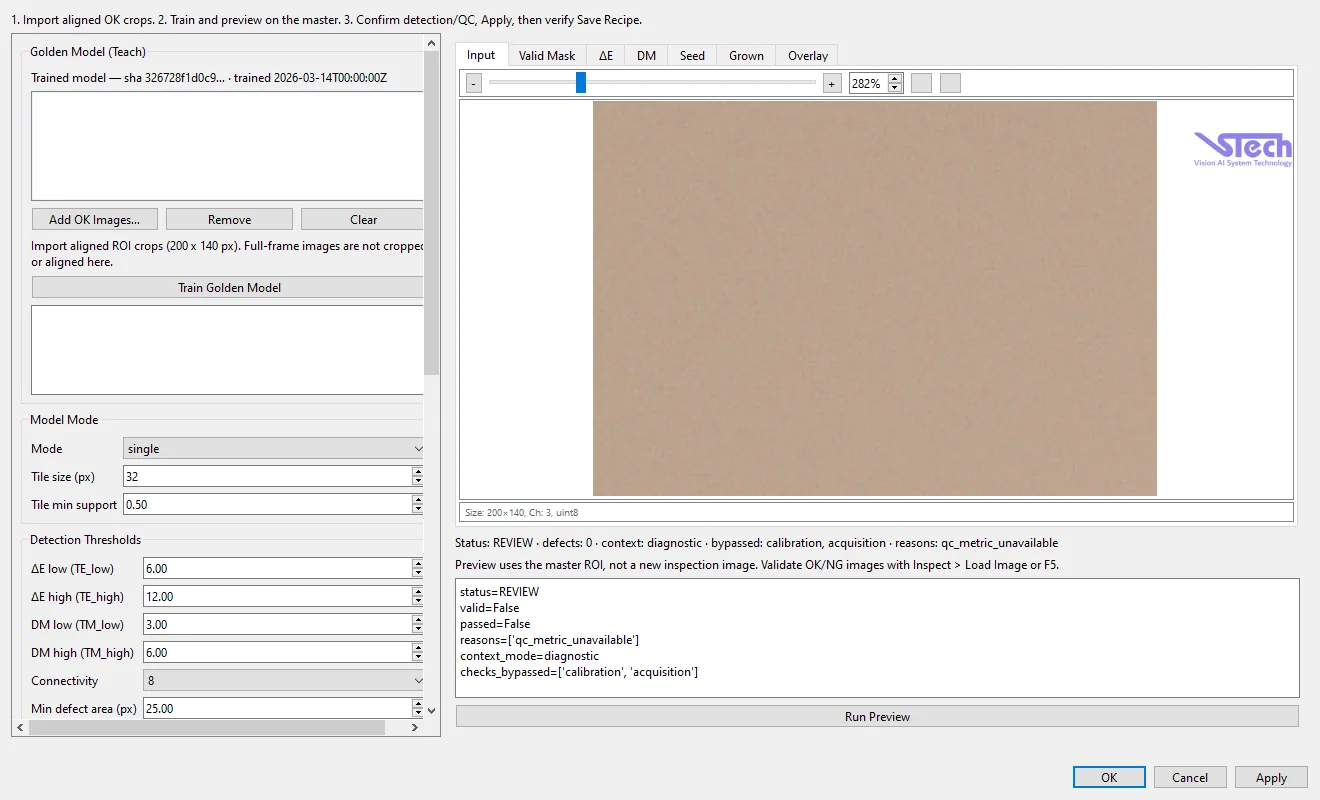 1. Import aligned OK crops. 2. Train and preview on the master. 3. Confirm detection/QC, Apply, then verify Save Recipe.
Golden Model (Teach)
Trained model — sha 326728f1d0c9... · trained 2026-03-14T00:00:00Z
Add OK Images...
Remove
Clear
Import aligned ROI crops (200 x 140 px). Full-frame images are not cropped
or aligned here.
Train Golden Model
Model Mode
Mode
single
Tile size (px)
32
Tile min support
0.50
Detection Thresholds
ΔE low (TE_low)
6.00
ΔE high (TE_high)
12.00
DM low (TM_low)
3.00
DM high (TM_high)
6.00
Connectivity
8
Min defect area (px)
25.00
Input
Valid Mask
ΔE
DM
Seed
Grown
Overlay
-
+
282%
VSTech
Vision AI System Technology
Size: 200×140, Ch: 3, uint8
Status: REVIEW · defects: 0 · context: diagnostic · bypassed: calibration, acquisition · reasons: qc_metric_unavailable
Preview uses the master ROI, not a new inspection image. Validate OK/NG images with Inspect > Load Image or F5.
status=REVIEW
valid=False
passed=False
reasons=['qc_metric_unavailable']
context_mode=diagnostic
checks_bypassed=['calibration', 'acquisition']
Run Preview
OK
Cancel
Apply